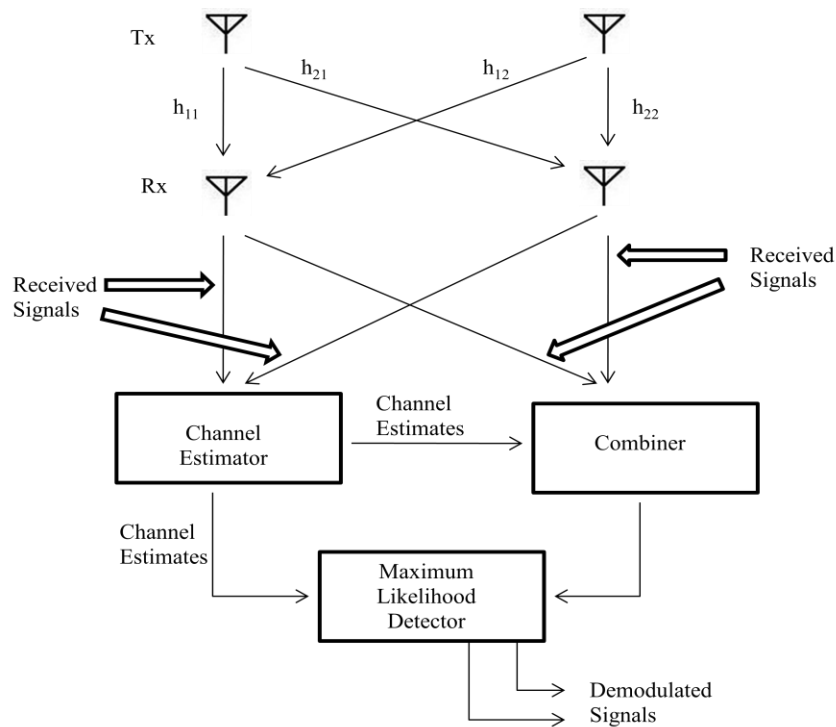 Tx
h21
h12
h11
h22
Rx
Received
Signals
Received
Signals
Channel
Estimator
Channel
Estimates
Combiner
Channel
Estimates
Maximum
Likelihood
Detector
Demodulated
Signals